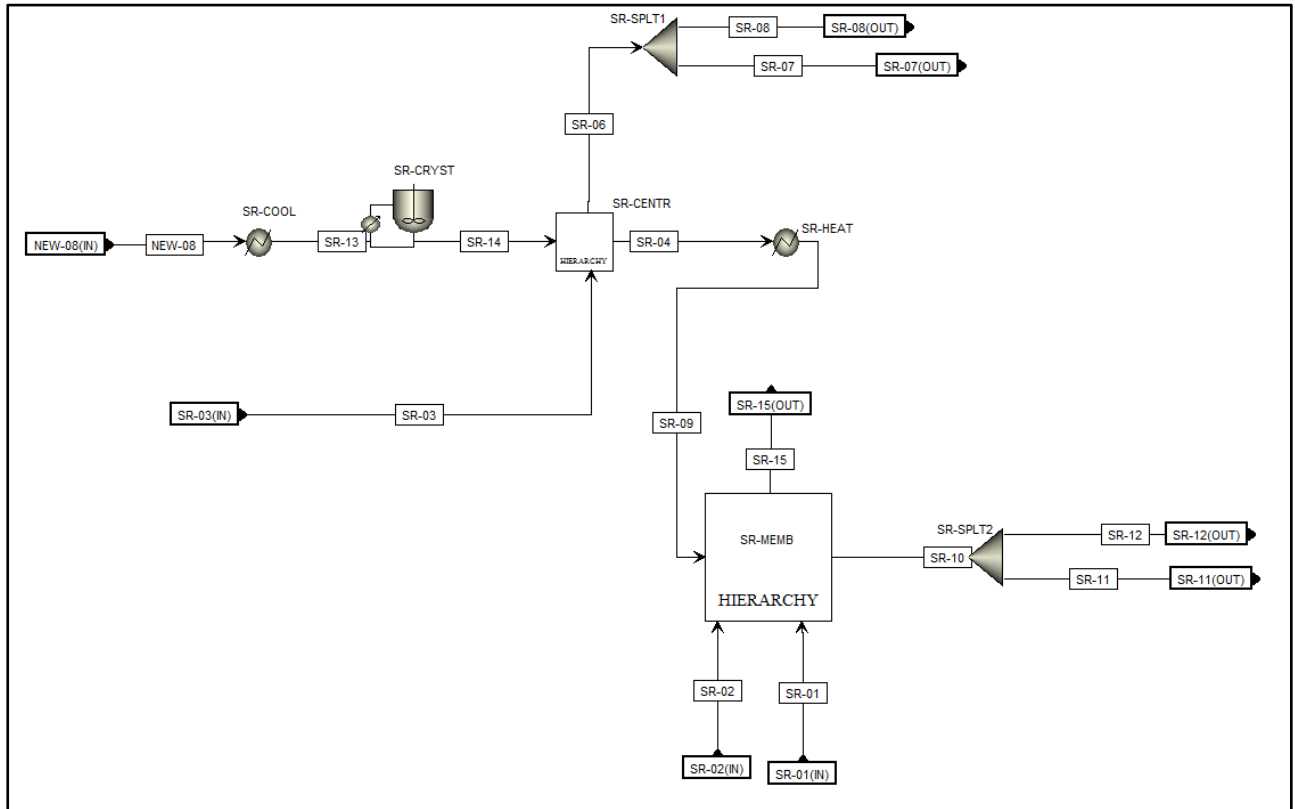 SR-SPLT1
SR-08
SR-08(OUT)
SR-07
SR-07(OUT)
SR-06
SR-CRYST
SR-COOL
SR-CENTR
SR-HEAT
NEW-08(IN)
NEW-08
SR-13
SR-14
HIERARCHY
SR-04
SR-03(IN)
SR-03
SR-09
SR-15(OUT)
SR-15
SR-MEMB
HIERARCHY
SR-SPLT2
SR-10
SR-12
SR-12(OUT)
SR-11
SR-11(OUT)
SR-02
SR-01
SR-02(IN)
SR-01(IN)